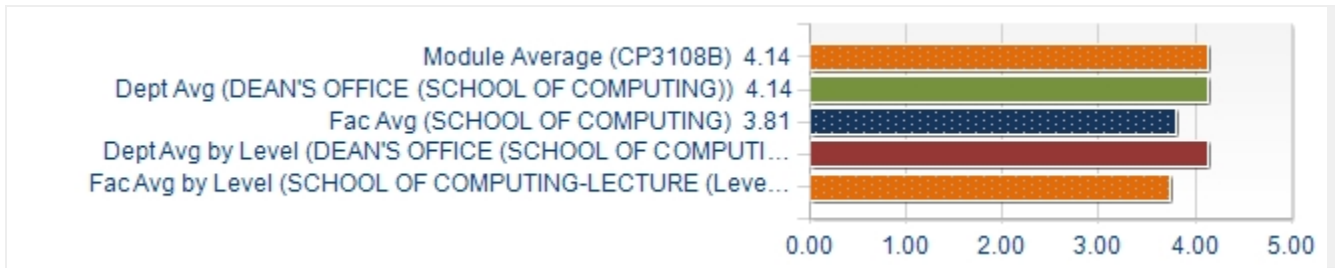 Module Average (CP3108B) 4.14
Dept Avg (DEAN'S OFFICE (SCHOOL OF COMPUTING)) 4.14
Fac Avg (SCHOOL OF COMPUTING) 3.81
Dept Avg by Level (DEAN'S OFFICE (SCHOOL OF COMPUTI...
Fac Avg by Level (SCHOOL OF COMPUTING-LECTURE (Leve...
0.00 1.00 2.00 3.00 4.00 5.00